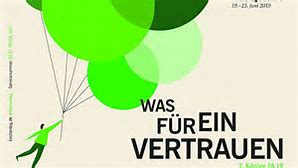 19.–23. Juni 2019
WAS
FÜR EIN
VERTRAUEN
2. Könige 18,19